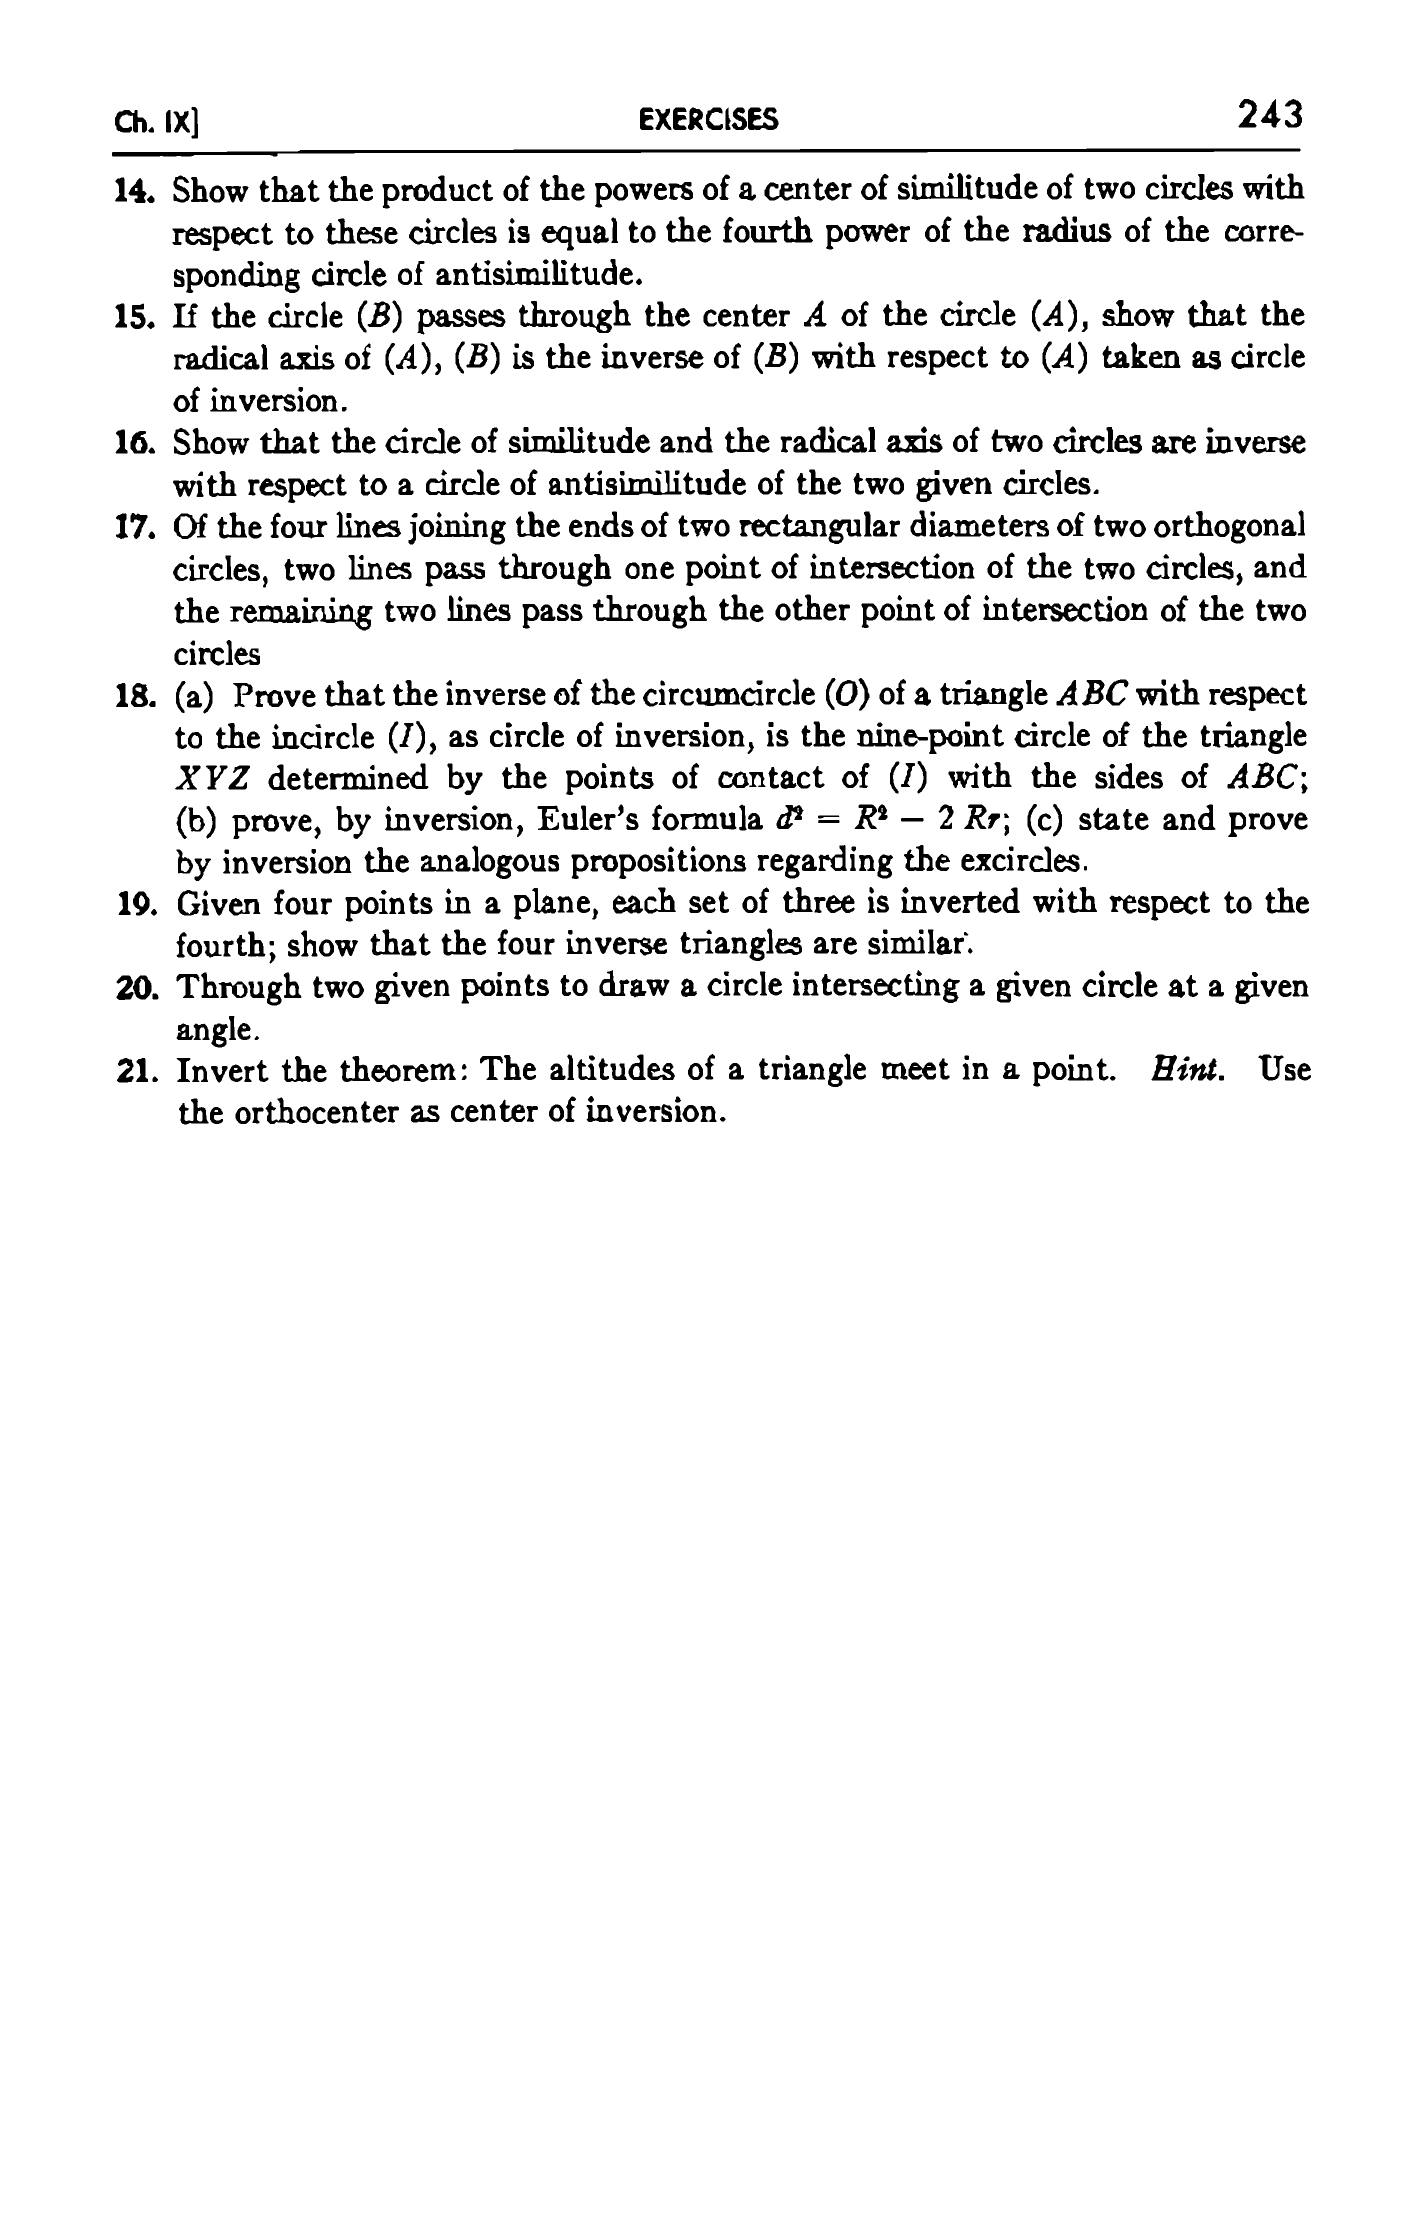 Ch. IX] EXERCISES 243
14. Show that the product of the powers of a center of similitude of two circles with
respect to these circles is equal to the fourth power of the radius of the corre-
sponding circle of antisimilitude.
15. If the circle (B) passes through the center A of the circle (A), show that the
radical axis of (A), (B) is the inverse of (B) with respect to (A) taken as circle
of inversion.
16. Show that the circle of similitude and the radical axis of two circles are inverse
with respect to a circle of antisimilitude of the two given circles.
17. Of the four lines joining the ends of two rectangular diameters of two orthogonal
circles, two lines pass through one point of intersection of the two circles, and
the remaining two lines pass through the other point of intersection of the two
circles
18. (a) Prove that the inverse of the circumcircle (O) of a triangle ABC with respect
to the incircle (I), as circle of inversion, is the nine-point circle of the triangle
XYZ determined by the points of contact of (I) with the sides of ABC;
(b) prove, by inversion, Euler's formula d² = R² − 2 Rr; (c) state and prove
by inversion the analogous propositions regarding the excircles.
19. Given four points in a plane, each set of three is inverted with respect to the
fourth; show that the four inverse triangles are similar.
20. Through two given points to draw a circle intersecting a given circle at a given
angle.
21. Invert the theorem: The altitudes of a triangle meet in a point. Hint. Use
the orthocenter as center of inversion.